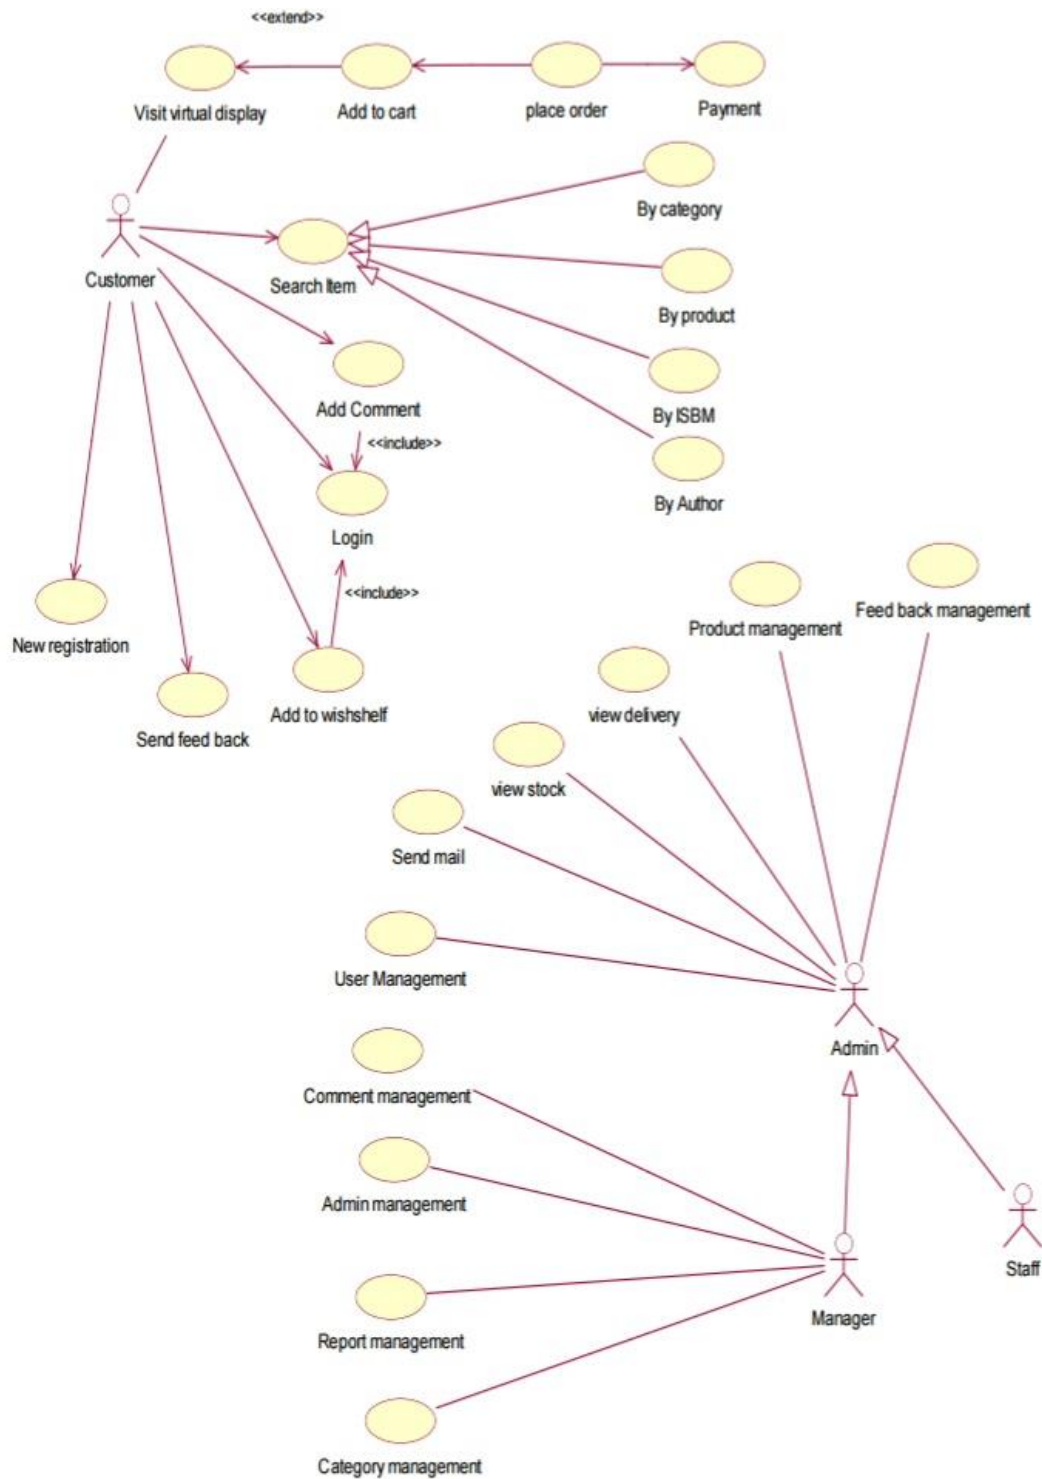 <<extend>>
Visit virtual display
Add to cart
place order
Payment
By category
Customer
Search Item
By product
Add Comment
By ISBM
<<include>>
By Author
Login
<<include>>
New registration
Product management
Feed back management
Add to wishshelf
Send feed back
view delivery
view stock
Send mail
User Management
Admin
Comment management
Admin management
Staff
Manager
Report management
Category management